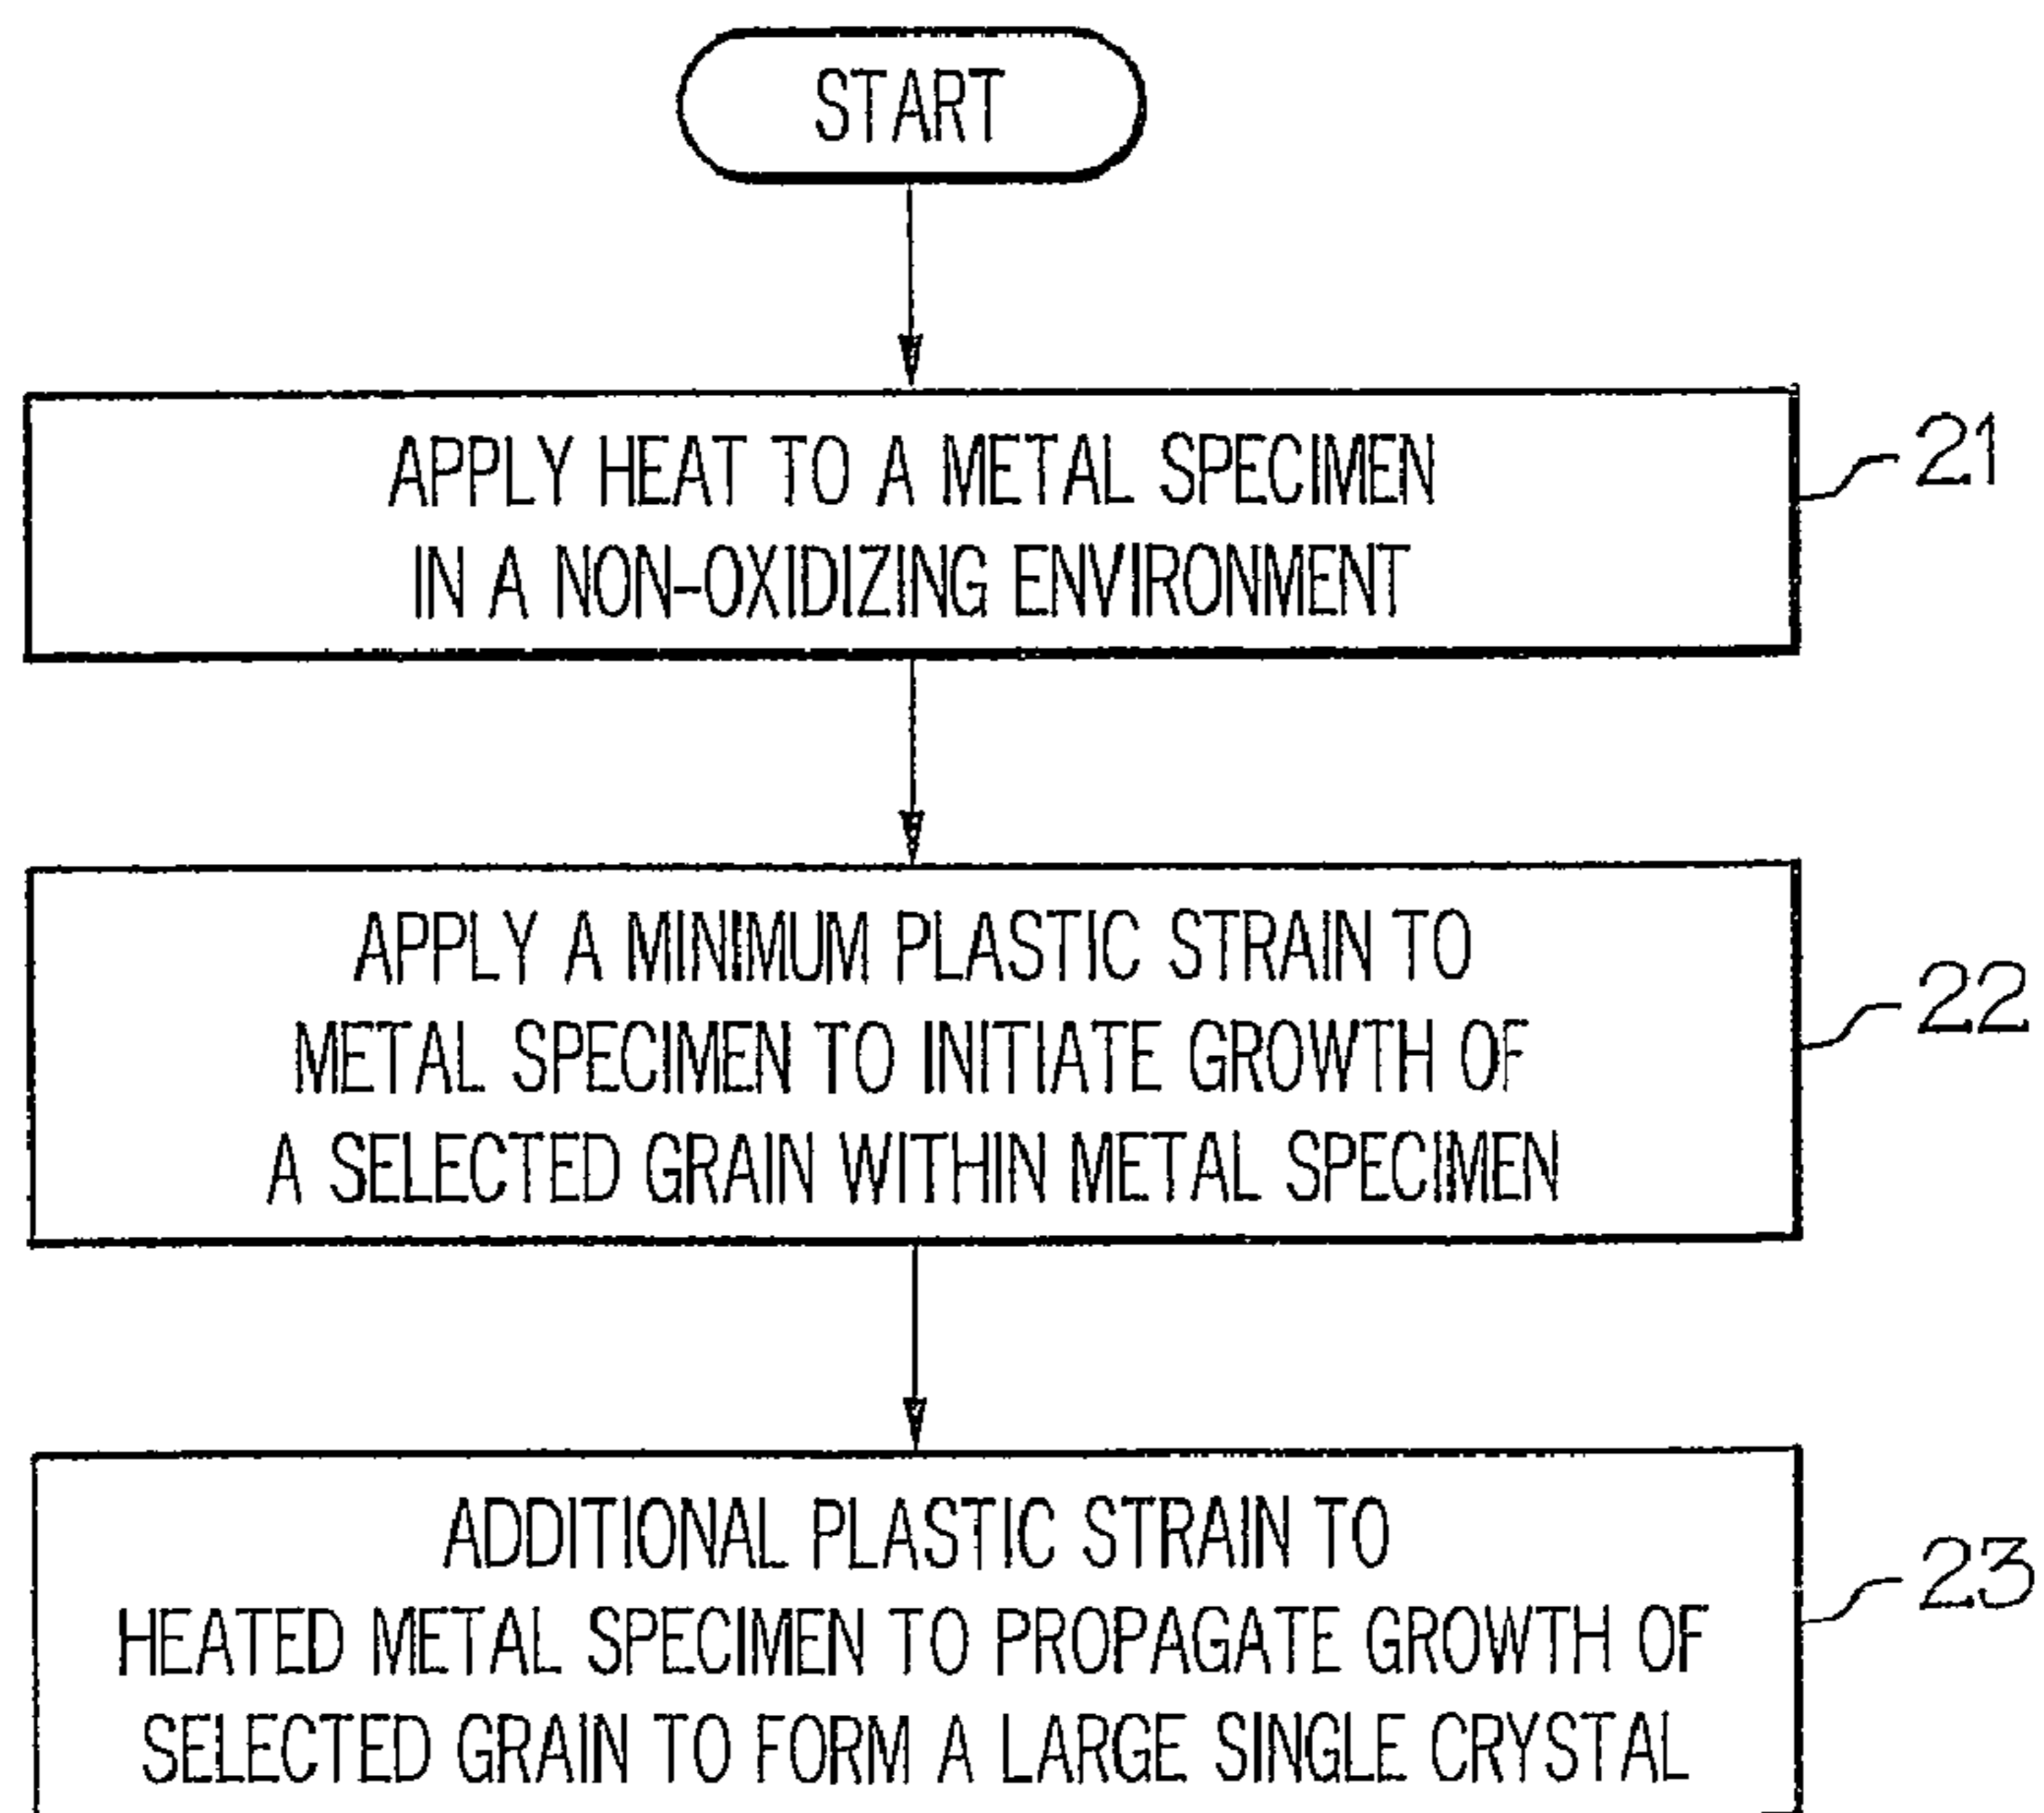 START
APPLY HEAT TO A METAL SPECIMEN
IN A NON-OXIDIZING ENVIRONMENT
21
APPLY A MINIMUM PLASTIC STRAIN TO
METAL SPECIMEN TO INITIATE GROWTH OF
A SELECTED GRAIN WITHIN METAL SPECIMEN
22
ADDITIONAL PLASTIC STRAIN TO
HEATED METAL SPECIMEN TO PROPAGATE GROWTH OF
SELECTED GRAIN TO FORM A LARGE SINGLE CRYSTAL
23